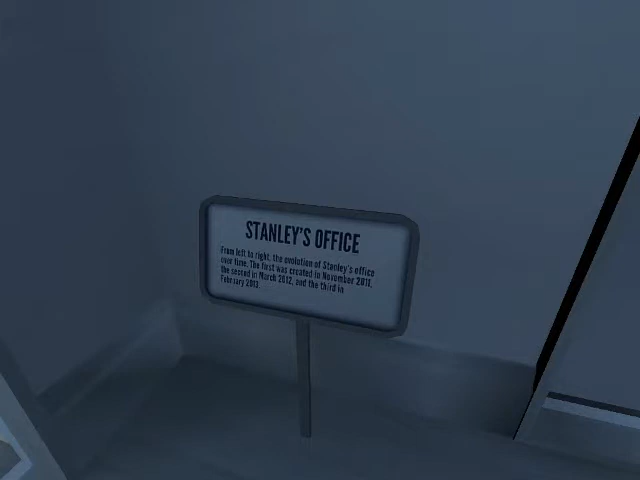 STANLEY'S OFFICE
From left to right, the evolution of Stanley's office
over time. The first was created in November 2011,
the second in March 2012, and the third in
February 2013.